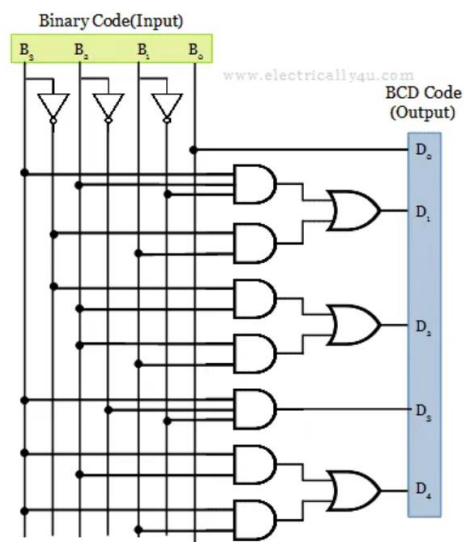 Binary Code(Input)
B₃ B₂ B₁ B₀
www.electrically4u.com
BCD Code
(Output)
D₀
D₁
D₂
D₃
D₄